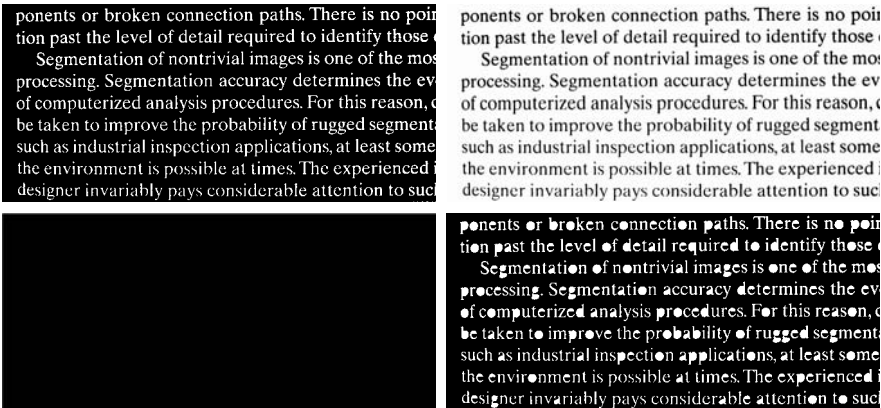 ponents or broken connection paths. There is no poin
tion past the level of detail required to identify those
Segmentation of nontrivial images is one of the mos
processing. Segmentation accuracy determines the ev
of computerized analysis procedures. For this reason, c
be taken to improve the probability of rugged segment
such as industrial inspection applications, at least some
the environment is possible at times. The experienced i
designer invariably pays considerable attention to suc
ponents or broken connection paths. There is no poin
tion past the level of detail required to identify those
Segmentation of nontrivial images is one of the mos
processing. Segmentation accuracy determines the ev
of computerized analysis procedures. For this reason, c
be taken to improve the probability of rugged segment
such as industrial inspection applications, at least some
the environment is possible at times. The experienced i
designer invariably pays considerable attention to suc
ponents or broken connection paths. There is no poin
tion past the level of detail required to identify those
Segmentation of nontrivial images is one of the mos
processing. Segmentation accuracy determines the ev
of computerized analysis procedures. For this reason, c
be taken to improve the probability of rugged segment
such as industrial inspection applications, at least some
the environment is possible at times. The experienced i
designer invariably pays considerable attention to suc